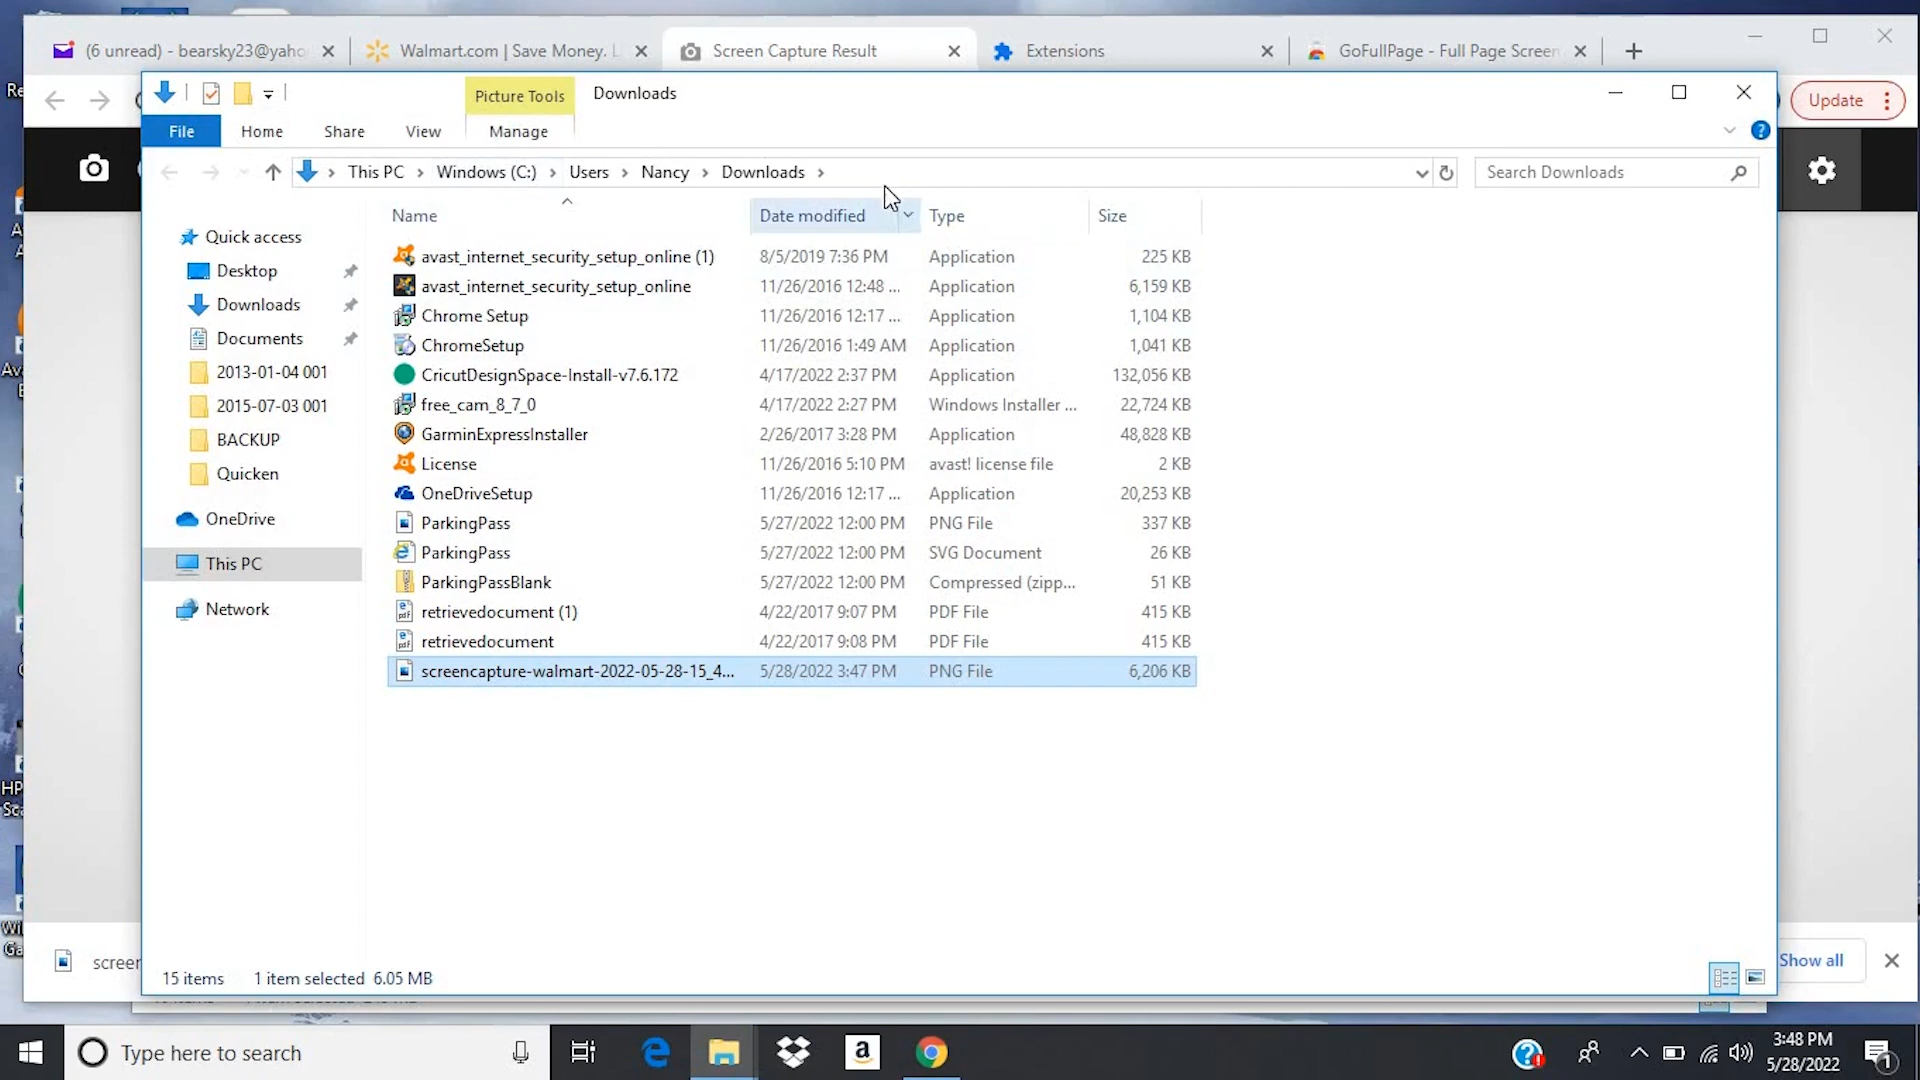 (6 unread) - bearsky23@yaho
Walmart.com | Save Money. L
Screen Capture Result
Extensions
GoFullPage - Full Page Screen
Update
Picture Tools
Downloads
File
Home
Share
View
Manage
This PC
Windows (C:)
Users
Nancy
Downloads
Search Downloads
Name
Date modified
Type
Size
Quick access
Desktop
Downloads
Documents
2013-01-04 001
2015-07-03 001
BACKUP
Quicken
OneDrive
This PC
Network
avast_internet_security_setup_online (1) 8/5/2019 7:36 PM Application 225 KB
avast_internet_security_setup_online 11/26/2016 12:48 ... Application 6,159 KB
Chrome Setup 11/26/2016 12:17 ... Application 1,104 KB
ChromeSetup 11/26/2016 1:49 AM Application 1,041 KB
CricutDesignSpace-Install-v7.6.172 4/17/2022 2:37 PM Application 132,056 KB
free_cam_8_7_0 4/17/2022 2:27 PM Windows Installer ... 22,724 KB
GarminExpressInstaller 2/26/2017 3:28 PM Application 48,828 KB
License 11/26/2016 5:10 PM avast! license file 2 KB
OneDriveSetup 11/26/2016 12:17 ... Application 20,253 KB
ParkingPass 5/27/2022 12:00 PM PNG File 337 KB
ParkingPass 5/27/2022 12:00 PM SVG Document 26 KB
ParkingPassBlank 5/27/2022 12:00 PM Compressed (zipp... 51 KB
retrievedocument (1) 4/22/2017 9:07 PM PDF File 415 KB
retrievedocument 4/22/2017 9:08 PM PDF File 415 KB
screencapture-walmart-2022-05-28-15_4... 5/28/2022 3:47 PM PNG File 6,206 KB
15 items 1 item selected 6.05 MB
screen
Show all
Type here to search
3:48 PM
5/28/2022
1